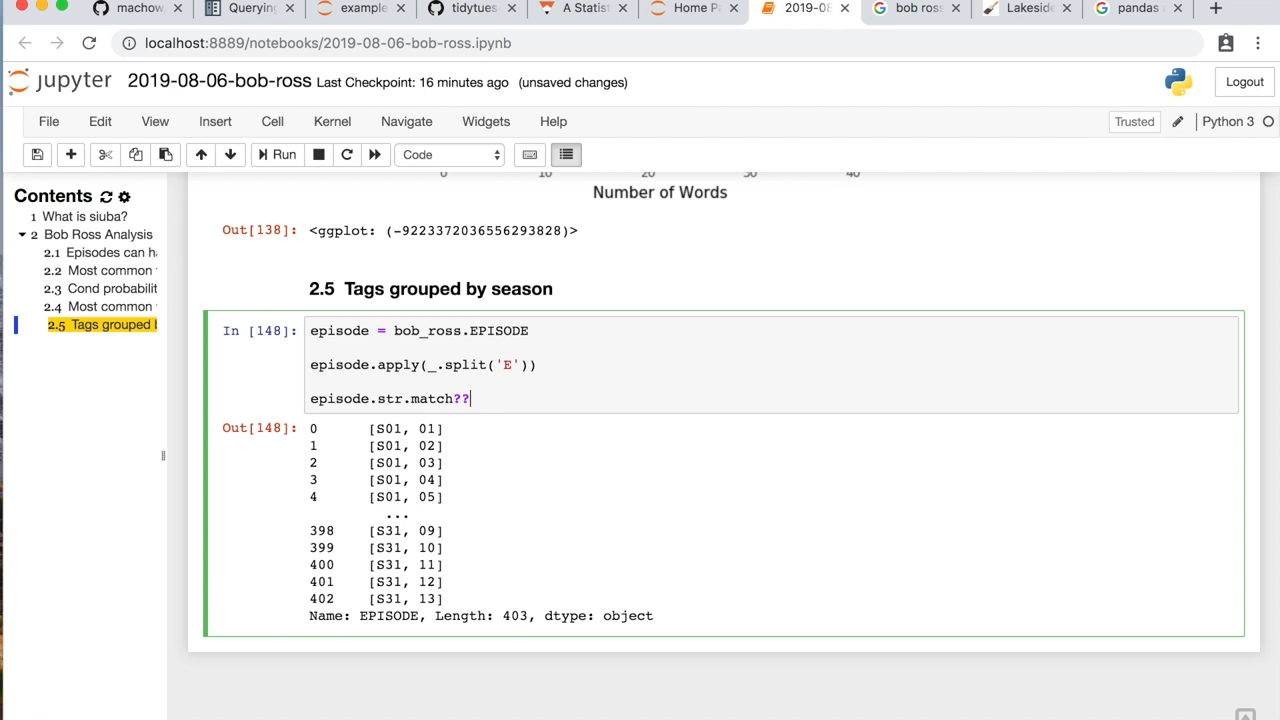 machow
Querying
example
tidytues
A Statist
Home P
2019-08
bob ros
Lakeside
pandas
localhost:8889/notebooks/2019-08-06-bob-ross.ipynb
jupyter 2019-08-06-bob-ross Last Checkpoint: 16 minutes ago (unsaved changes)
Logout
File Edit View Insert Cell Kernel Navigate Widgets Help
Trusted Python 3
Run
Code
Contents
1 What is siuba?
2 Bob Ross Analysis
2.1 Episodes can ha
2.2 Most common
2.3 Cond probabilit
2.4 Most common
2.5 Tags grouped b
0 10 20 30 40
Number of Words
Out[138]: <ggplot: (-9223372036556293828)>
2.5 Tags grouped by season
In [148]: episode = bob_ross.EPISODE
episode.apply(_.split('E'))
episode.str.match??
Out[148]: 0 [S01, 01]
1 [S01, 02]
2 [S01, 03]
3 [S01, 04]
4 [S01, 05]
...
398 [S31, 09]
399 [S31, 10]
400 [S31, 11]
401 [S31, 12]
402 [S31, 13]
Name: EPISODE, Length: 403, dtype: object